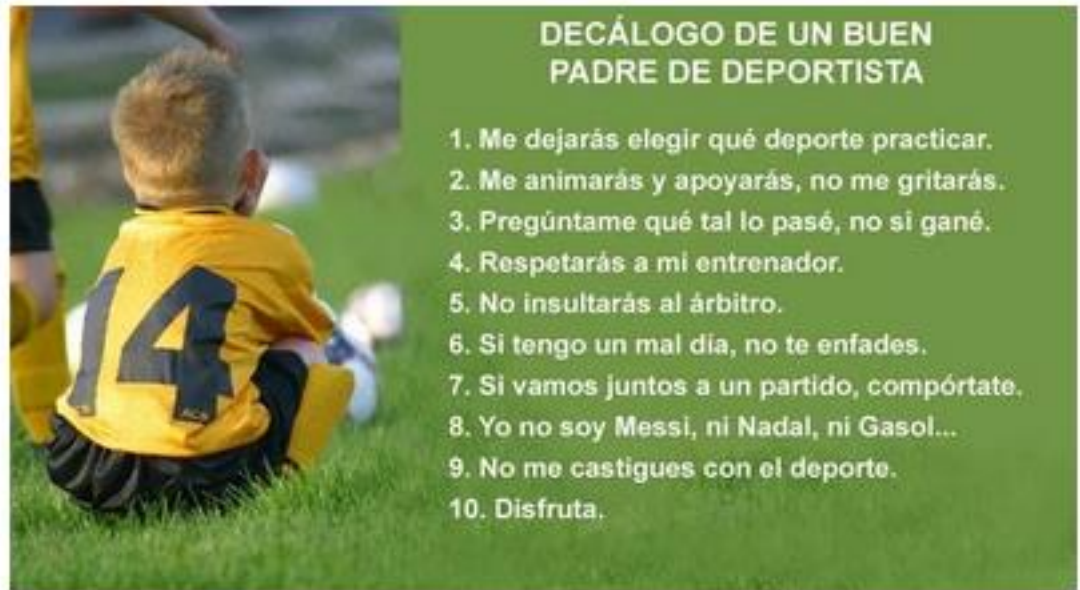 DECÁLOGO DE UN BUEN
PADRE DE DEPORTISTA
1. Me dejarás elegir qué deporte practicar.
2. Me animarás y apoyarás, no me gritarás.
3. Pregúntame qué tal lo pasé, no si gané.
4. Respetarás a mi entrenador.
5. No insultarás al árbitro.
6. Si tengo un mal día, no te enfades.
7. Si vamos juntos a un partido, compórtate.
8. Yo no soy Messi, ni Nadal, ni Gasol...
9. No me castigues con el deporte.
10. Disfruta.
14